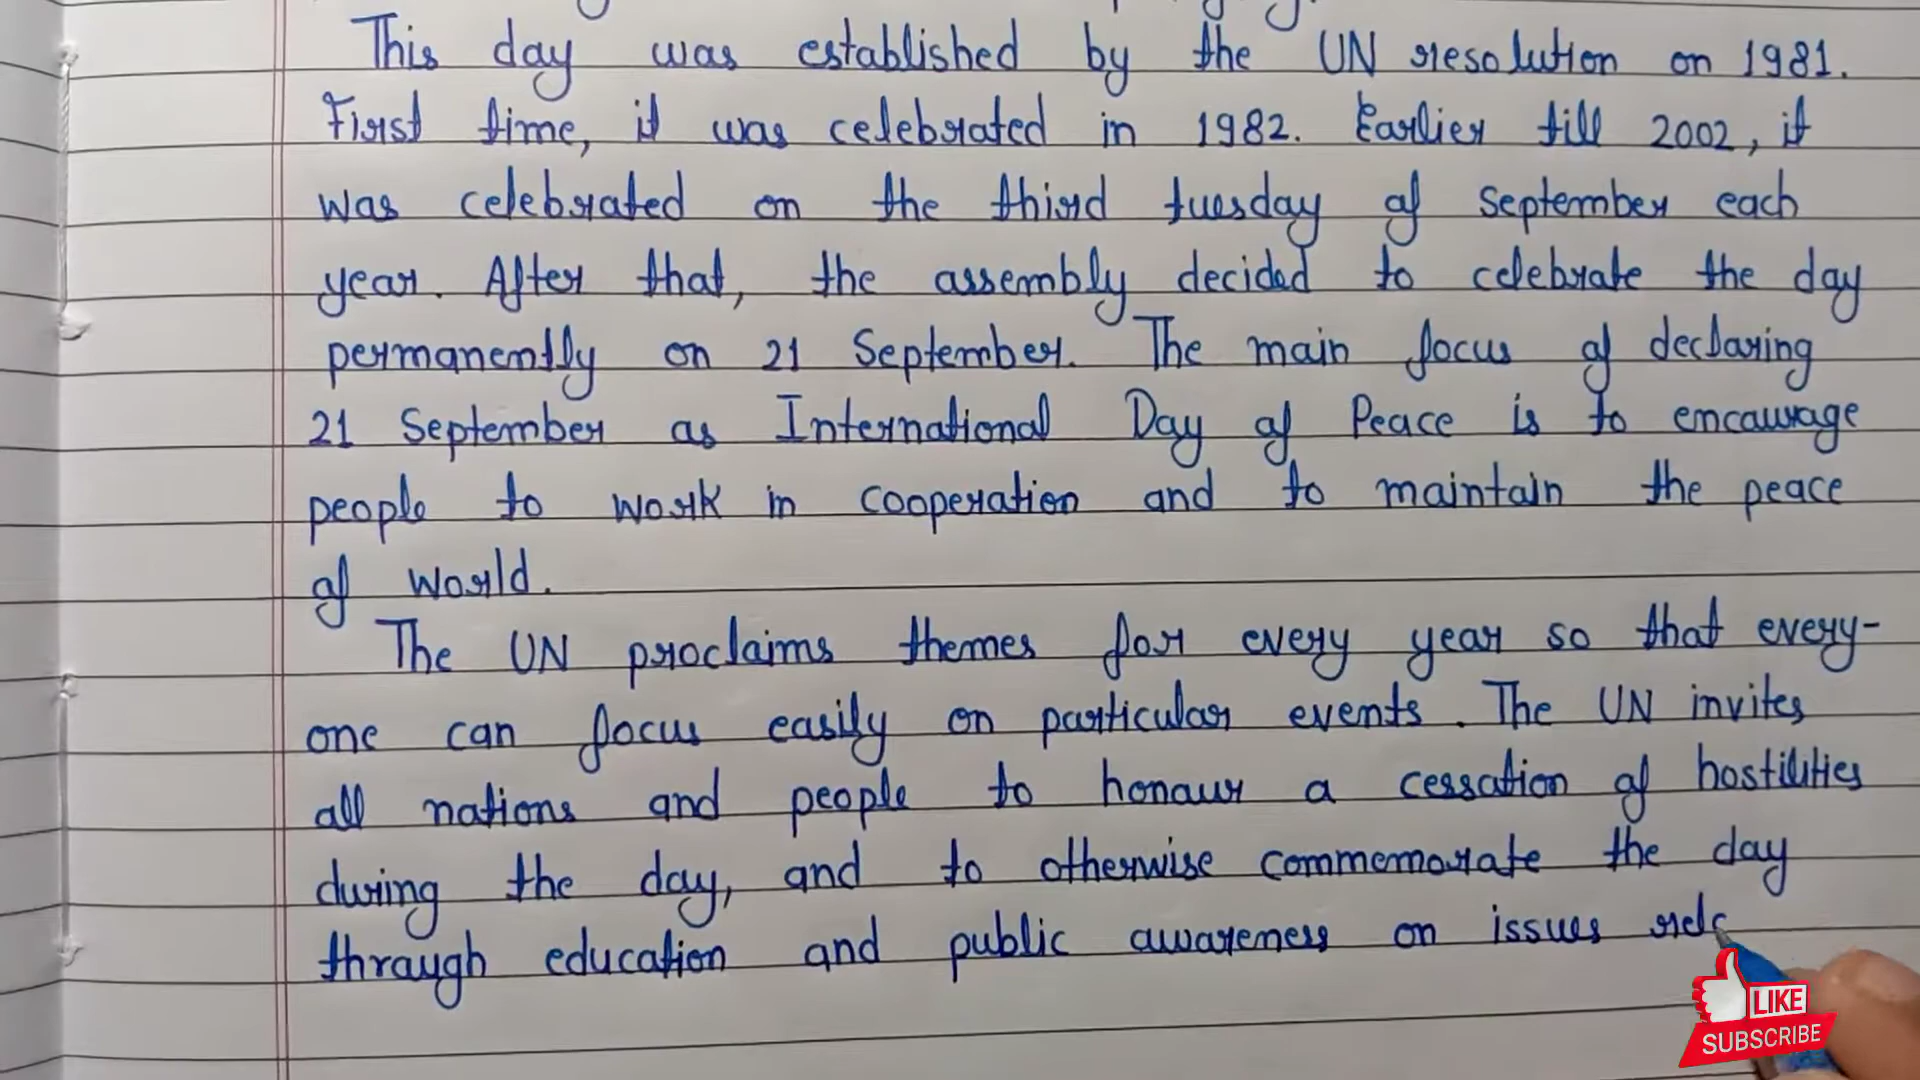 This day was established by the UN resolution on 1981.
First time, it was celebrated in 1982. Earlier till 2002, it
was celebrated on the third tuesday of September each
year. After that, the assembly decided to celebrate the day
permanently on 21 September. The main focus of declaring
21 September as International Day of Peace is to encourage
people to work in cooperation and to maintain the peace
of world.
The UN proclaims themes for every year so that every-
one can focus easily on particular events. The UN invites
all nations and people to honour a cessation of hostilities
during the day, and to otherwise commemorate the day
through education and public awareness on issues rela
LIKE
SUBSCRIBE